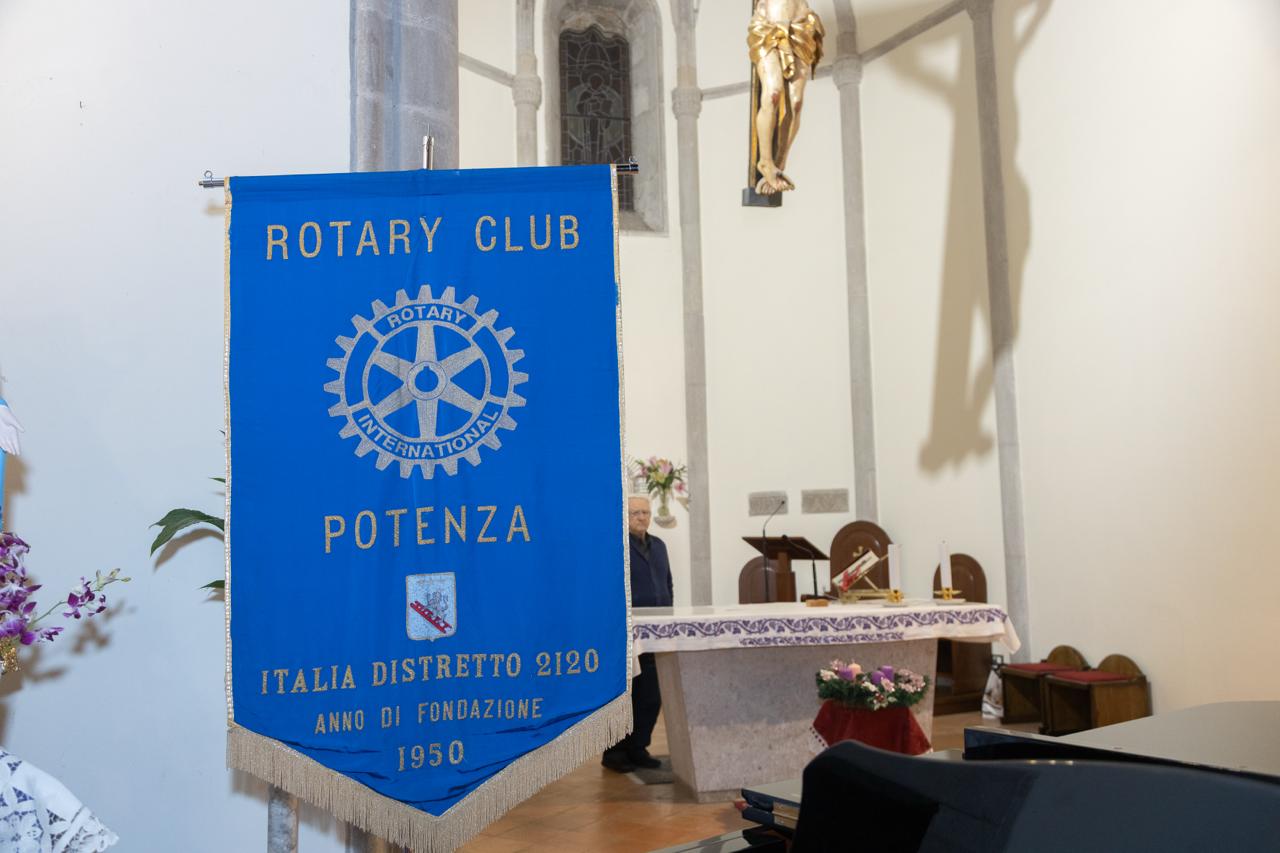 ROTARY CLUB
ROTARY
INTERNATIONAL
POTENZA
ITALIA DISTRETTO 2120
ANNO DI FONDAZIONE
1950